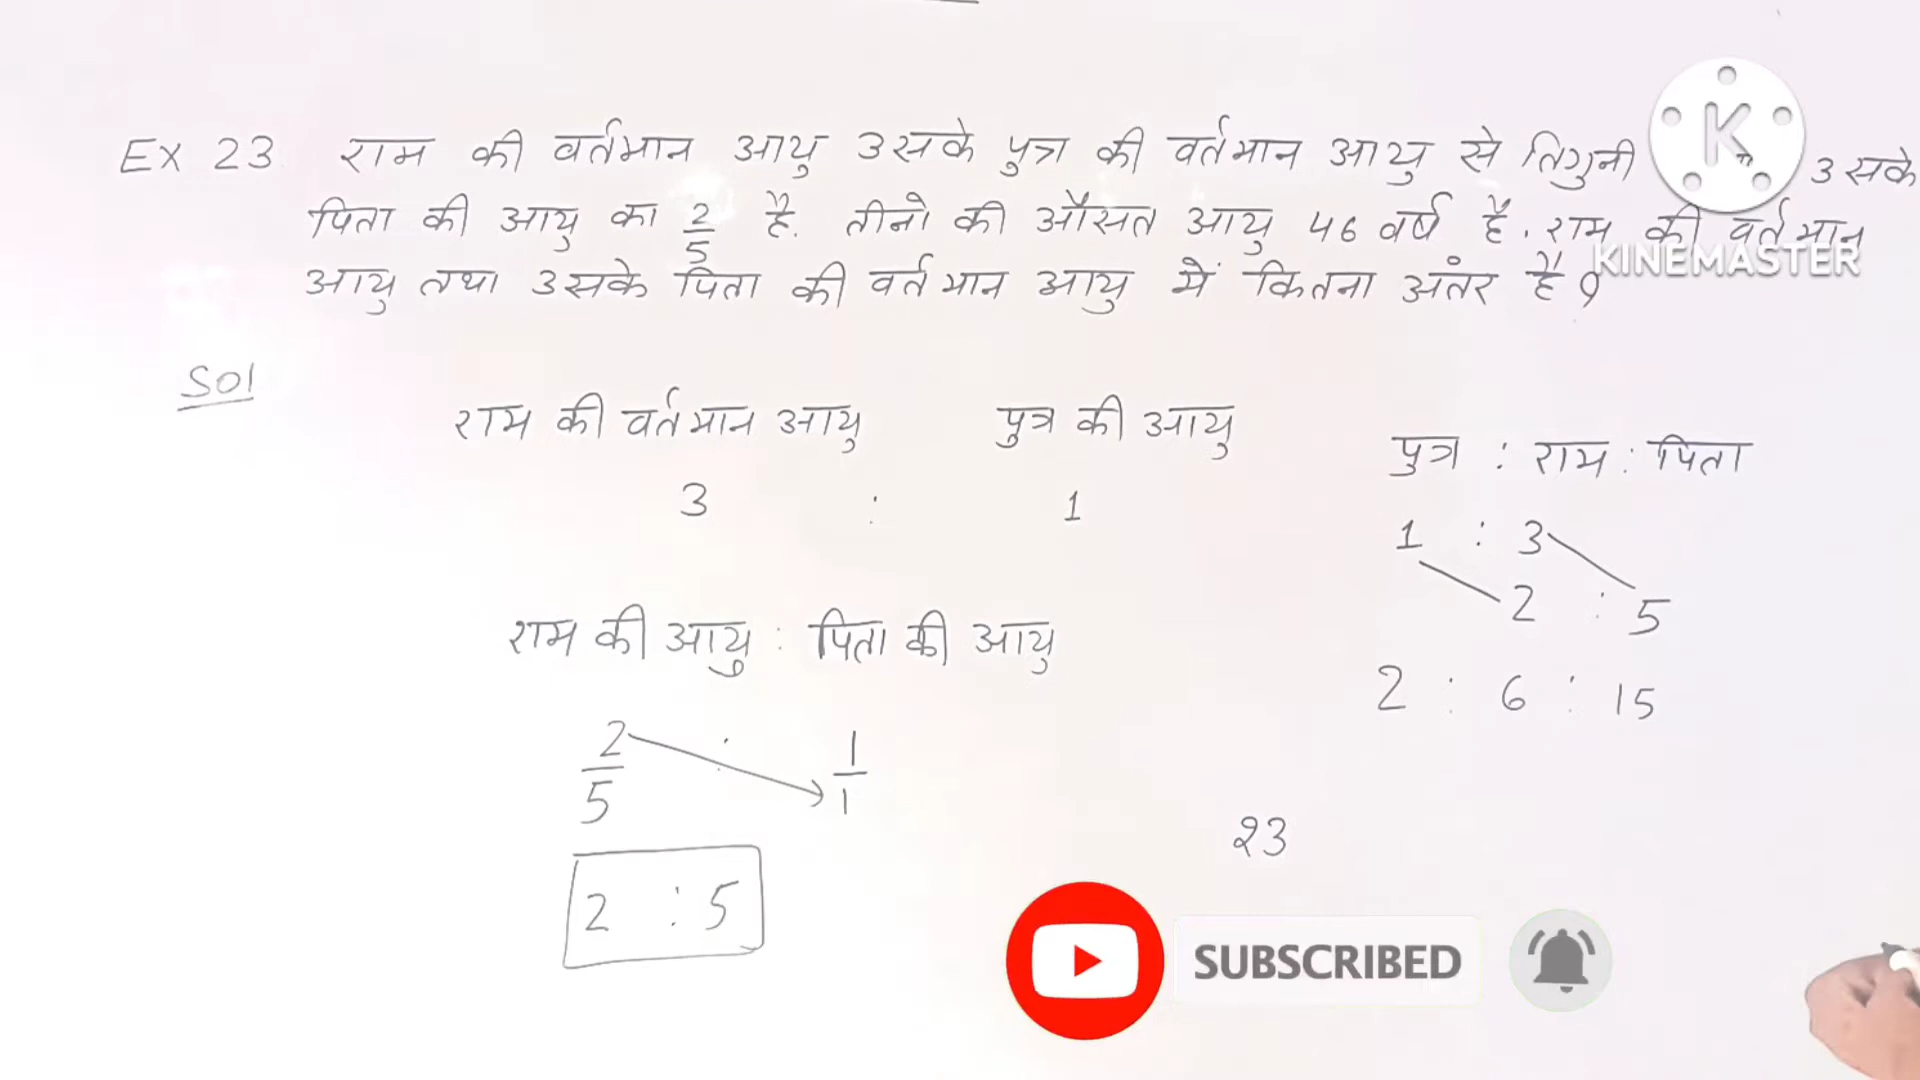 Ex 23 राम की वर्तमान आयु उसके पुत्र की वर्तमान आयु से तिगुनी उसके
पिता की आयु का 2/5 है. तीनो की औसत आयु 46 वर्ष है. राम की वर्तमान
आयु तथा उसके पिता की वर्तमान आयु में कितना अंतर है ?
KINEMASTER
Sol
राम की वर्तमान आयु पुत्र की आयु
3 : 1
राम की आयु : पिता की आयु
2/5 : 1/1
2 : 5
पुत्र : राम : पिता
1 : 3
2 : 5
2 : 6 : 15
23
SUBSCRIBED